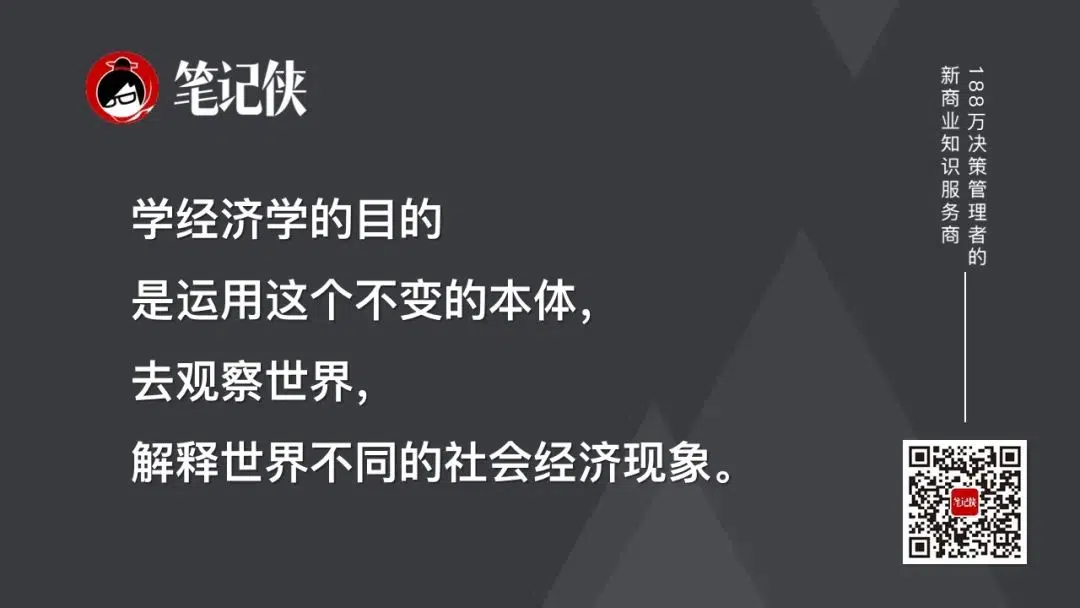 笔记侠
学经济学的目的
是运用这个不变的本体，
去观察世界，
解释世界不同的社会经济现象。
188万决策管理者的
新商业知识服务商
笔记侠